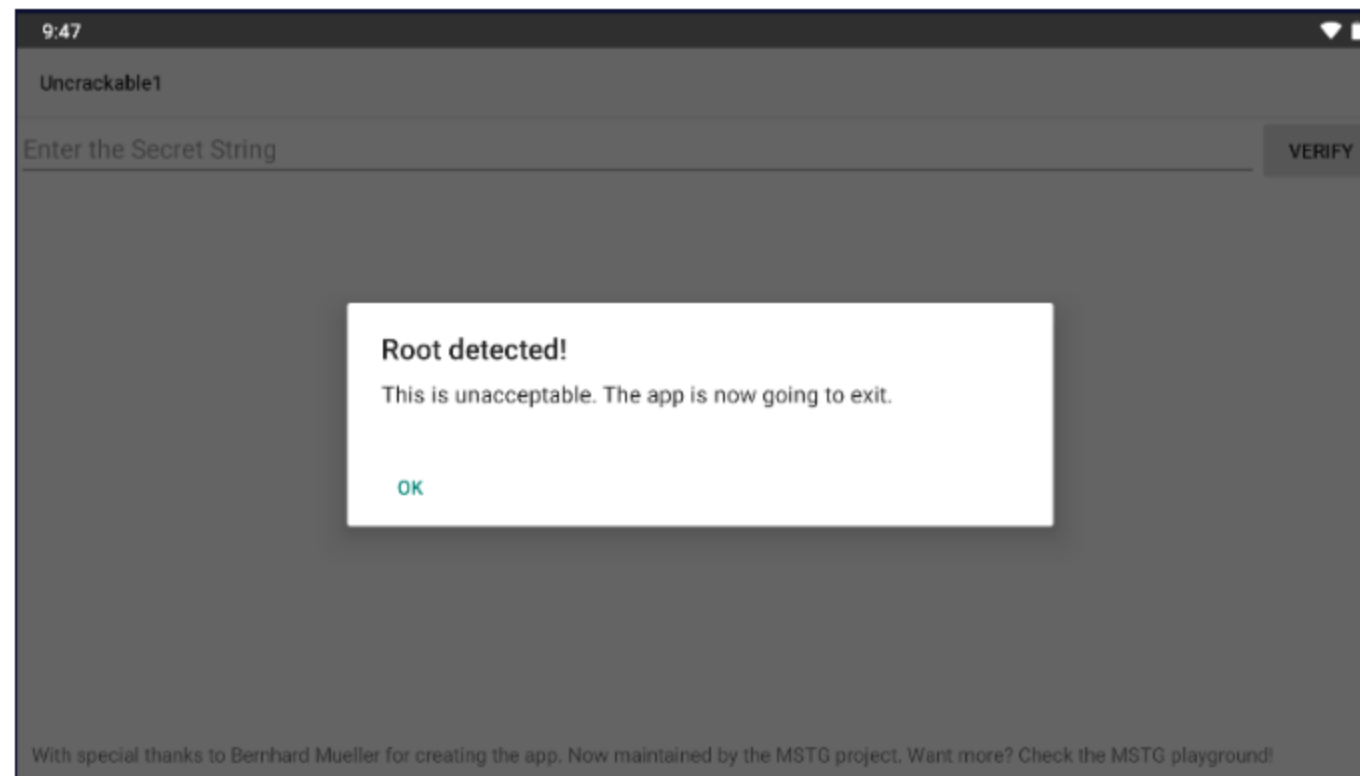 9:47
Uncrackable1
Enter the Secret String
VERIFY
Root detected!
This is unacceptable. The app is now going to exit.
OK
With special thanks to Bernhard Mueller for creating the app. Now maintained by the MSTG project. Want more? Check the MSTG playground!